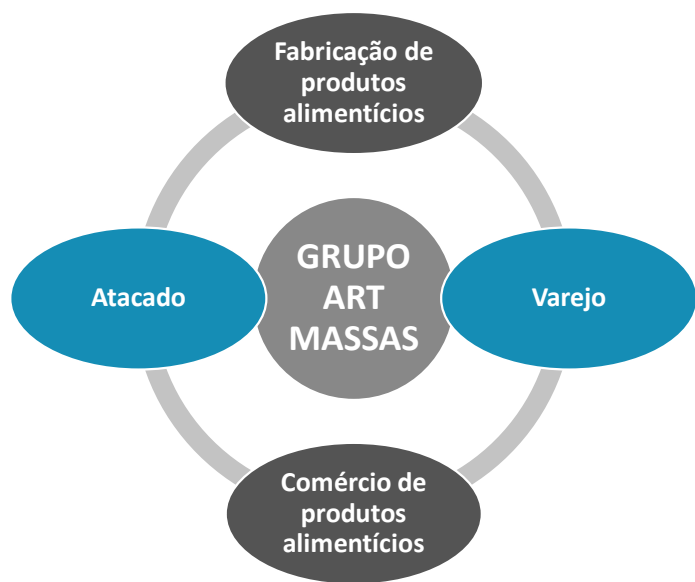 Fabricação de
produtos
alimentícios
Atacado
GRUPO
ART
MASSAS
Varejo
Comércio de
produtos
alimentícios